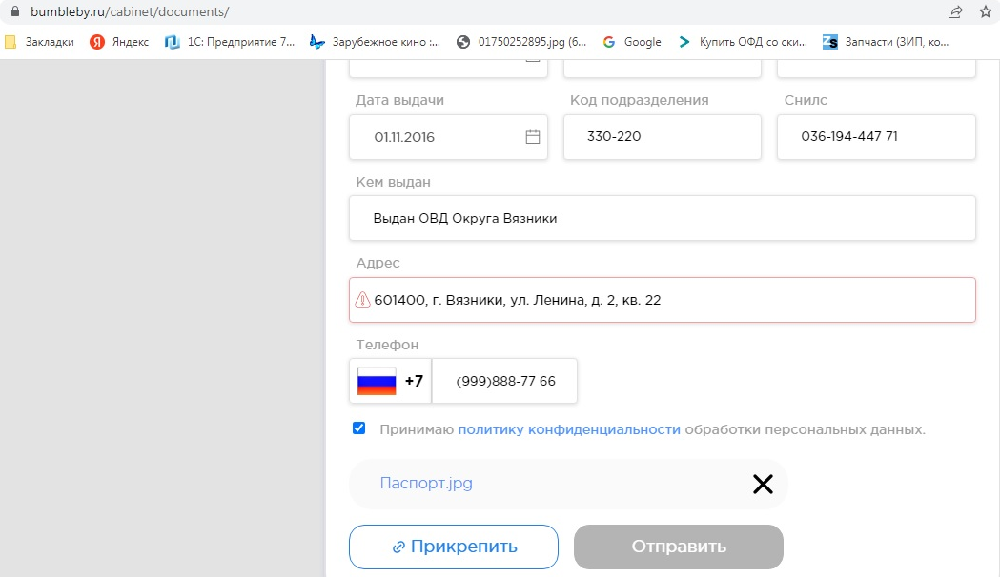 bumbleby.ru/cabinet/documents/
Закладки Яндекс 1С: Предприятие 7... Зарубежное кино :... 01750252895.jpg (6... Google Купить ОФД со ски... Запчасти (ЗИП, ко...
Дата выдачи Код подразделения Снилс
01.11.2016 330-220 036-194-447 71
Кем выдан
Выдан ОВД Округа Вязники
Адрес
601400, г. Вязники, ул. Ленина, д. 2, кв. 22
Телефон
+7 (999)888-77 66
Принимаю политику конфиденциальности обработки персональных данных.
Паспорт.jpg
Прикрепить Отправить